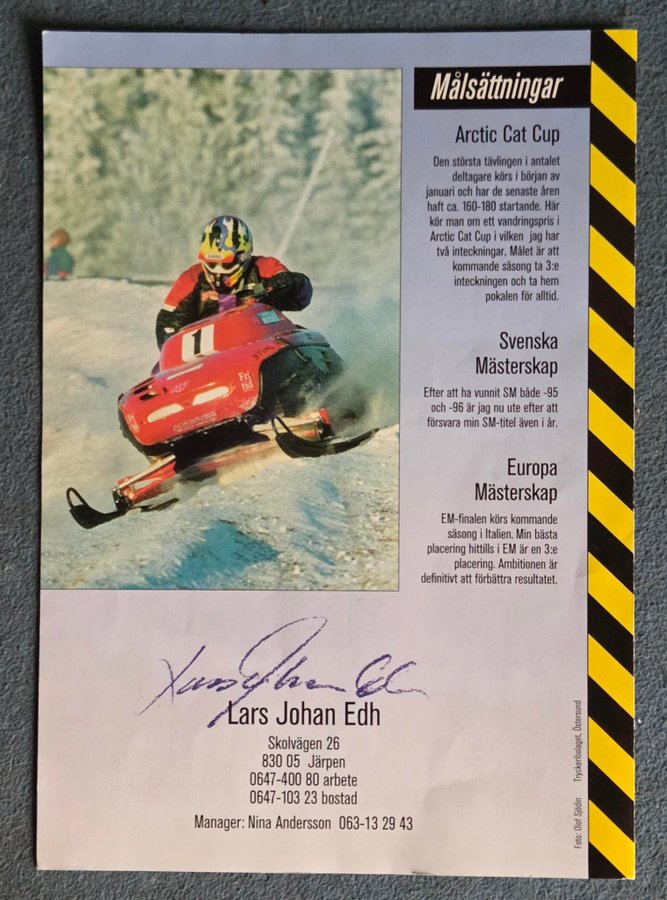 Målsättningar
Arctic Cat Cup
Den största tävlingen i antalet
deltagare körs i början av
januari och har de senaste åren
haft ca. 160-180 startande. Här
kör man om ett vandringspris i
Arctic Cat Cup i vilken jag har
två inteckningar. Målet är att
kommande säsong ta 3:e
inteckningen och ta hem
pokalen för alltid.
Svenska
Mästerskap
Efter att ha vunnit SM både -95
och -96 är jag nu ute efter att
försvara min SM-titel även i år.
Europa
Mästerskap
EM-finalen körs kommande
säsong i Italien. Min bästa
placering hittills i EM är en 3:e
placering. Ambitionen är
definitivt att förbättra resultatet.
1
STIHL
Fri
tid
Lars Johan Edh
Lars Johan Edh
Skolvägen 26
830 05 Järpen
0647-400 80 arbete
0647-103 23 bostad
Manager: Nina Andersson 063-13 29 43
Foto: Olof Sjödin Tryckeribolaget, Östersund